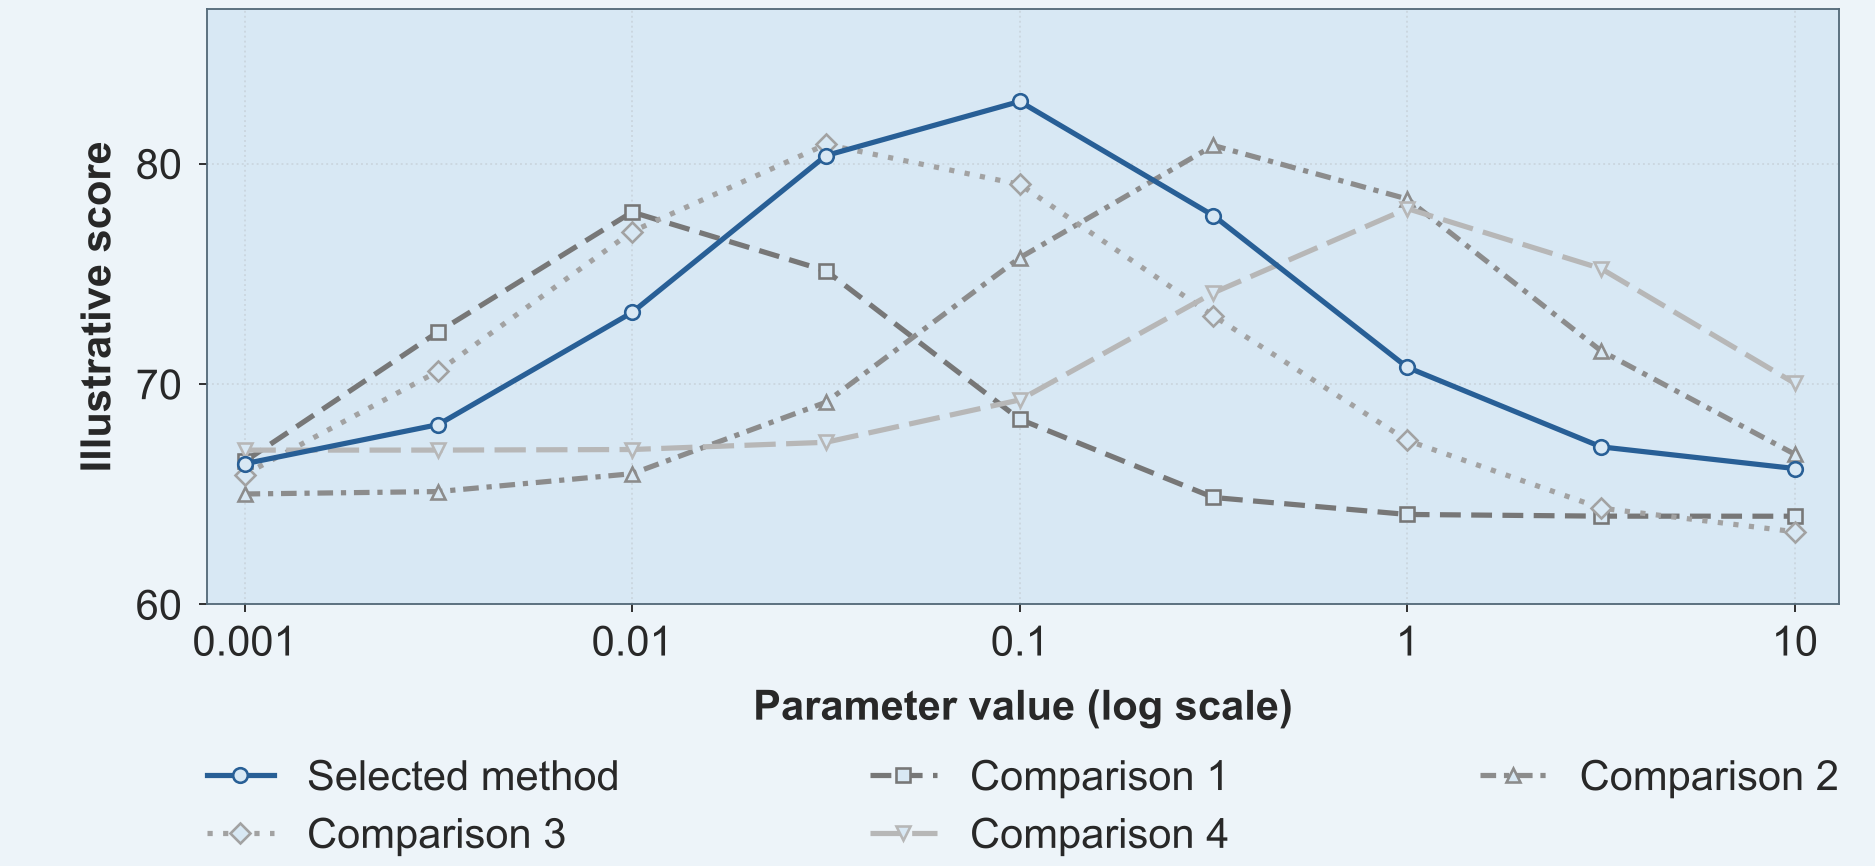 Illustrative score
80
70
60
0.001 0.01 0.1 1 10
Parameter value (log scale)
Selected method Comparison 1 Comparison 2
Comparison 3 Comparison 4